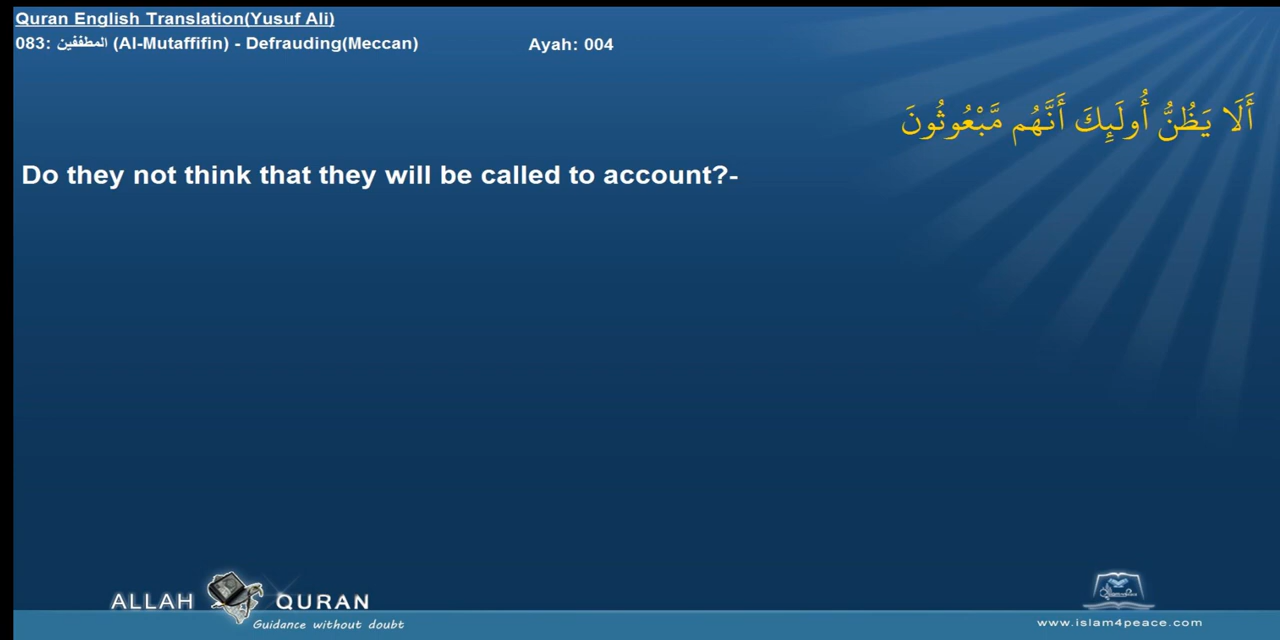 Quran English Translation(Yusuf Ali)
083: المطففين (Al-Mutaffifin) - Defrauding(Meccan) Ayah: 004
أَلَا يَظُنُّ أُولَئِكَ أَنَّهُم مَّبْعُوثُونَ
Do they not think that they will be called to account?-
ALLAH QURAN
Guidance without doubt
www.islam4peace.com